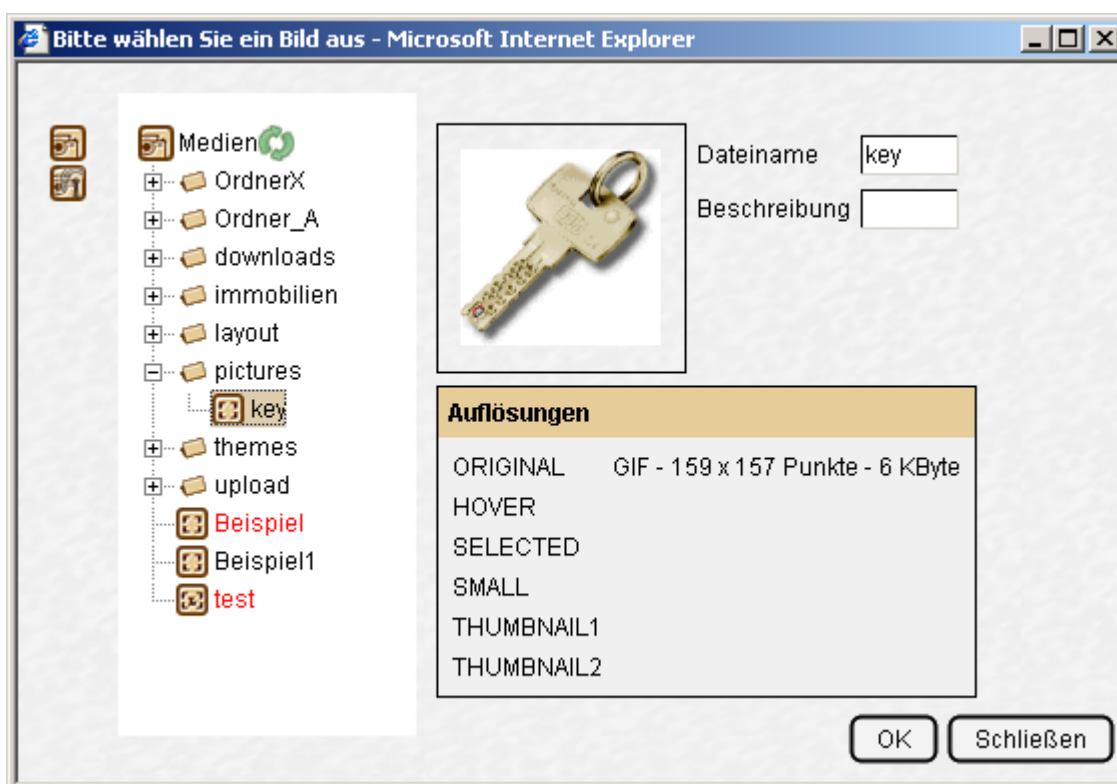 Bitte wählen Sie ein Bild aus - Microsoft Internet Explorer
Medien
OrdnerX
Ordner_A
downloads
immobilien
layout
pictures
key
themes
upload
Beispiel
Beispiel1
test
Dateiname key
Beschreibung
Auflösungen
ORIGINAL GIF - 159 x 157 Punkte - 6 KByte
HOVER
SELECTED
SMALL
THUMBNAIL1
THUMBNAIL2
OK Schließen